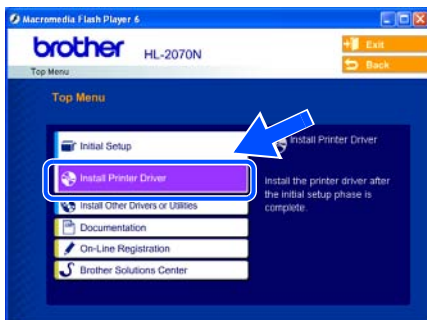 Macromedia Flash Player 6
brother HL-2070N
Exit
Back
Top Menu
Top Menu
Initial Setup
Install Printer Driver
Install Other Drivers or Utilities
Documentation
On-Line Registration
Brother Solutions Center
Install Printer Driver
Install the printer driver after
the initial setup phase is
complete.